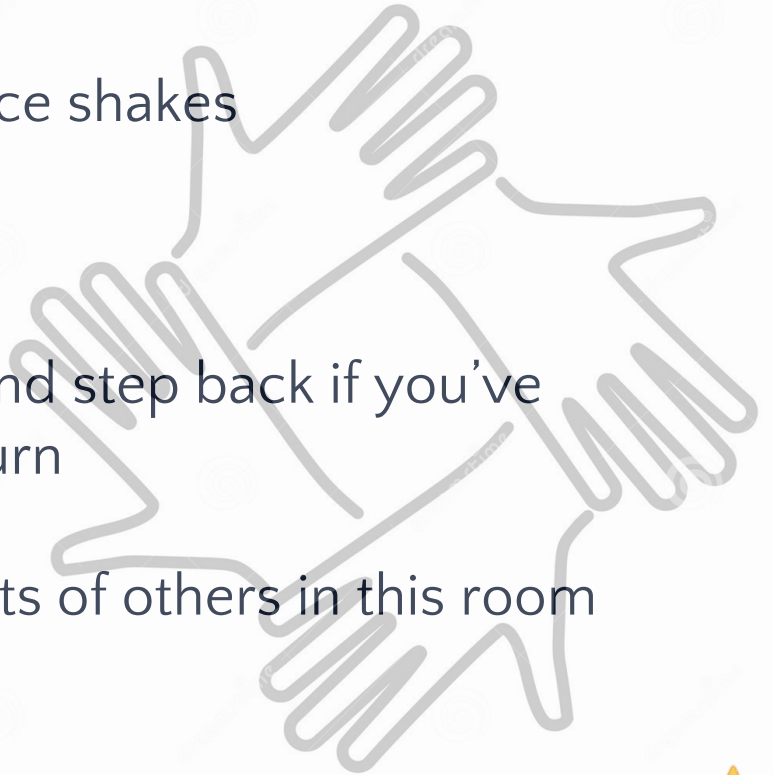 ce shakes
nd step back if you’ve
urn
ts of others in this room